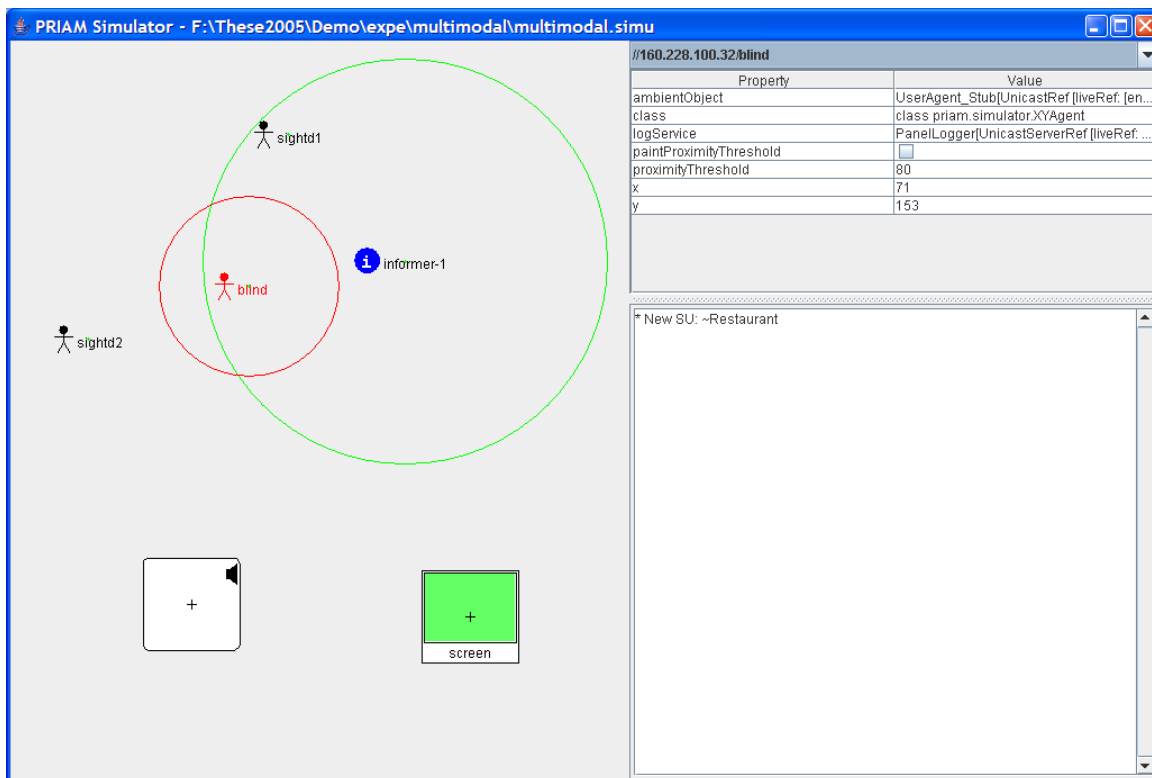 PRIAM Simulator - F:\These2005\Demo\expe\multimodal\multimodal.simu
//160.228.100.32/blind
Property Value
ambientObject UserAgent_Stub[UnicastRef [liveRef: [en...
class class priam.simulator.XYAgent
logService PanelLogger[UnicastServerRef [liveRef: ...
paintProximityThreshold
proximityThreshold 80
x 71
y 153
* New SU: ~Restaurant
sightd1
i informer-1
blind
sightd2
screen